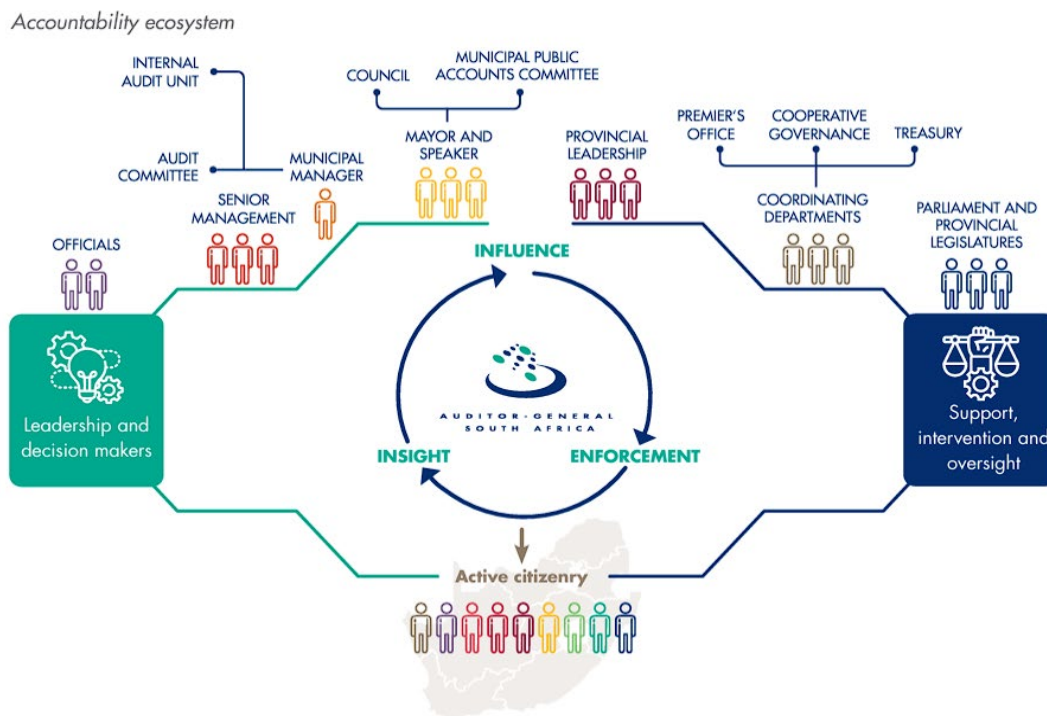 Accountability ecosystem
INTERNAL
AUDIT UNIT
AUDIT
COMMITTEE
MUNICIPAL
MANAGER
COUNCIL
MUNICIPAL PUBLIC
ACCOUNTS COMMITTEE
MAYOR AND
SPEAKER
PROVINCIAL
LEADERSHIP
PREMIER'S
OFFICE
COOPERATIVE
GOVERNANCE
TREASURY
COORDINATING
DEPARTMENTS
PARLIAMENT AND
PROVINCIAL
LEGISLATURES
SENIOR
MANAGEMENT
OFFICIALS
INFLUENCE
Leadership and
decision makers
AUDITOR-GENERAL
SOUTH AFRICA
INSIGHT
ENFORCEMENT
Support,
intervention and
oversight
Active citizenry